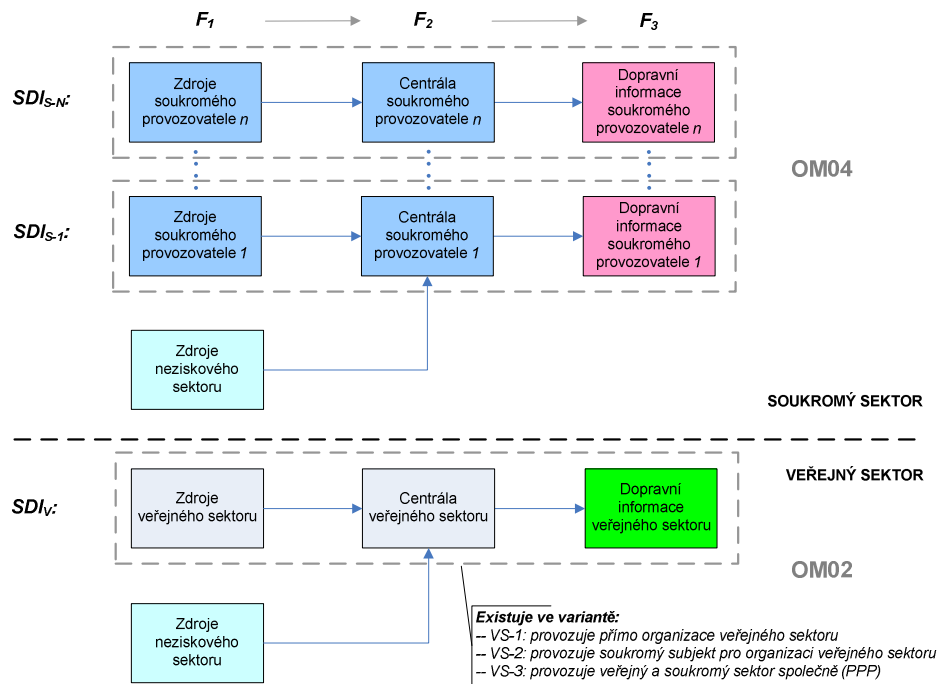 F1 F2 F3
SDIS-N:
Zdroje
soukromého
provozovatele n
Centrála
soukromého
provozovatele n
Dopravní
informace
soukromého
provozovatele n
OM04
SDIS-1:
Zdroje
soukromého
provozovatele 1
Centrála
soukromého
provozovatele 1
Dopravní
informace
soukromého
provozovatele 1
Zdroje
neziskového
sektoru
SOUKROMÝ SEKTOR
VEŘEJNÝ SEKTOR
SDIV:
Zdroje
veřejného sektoru
Centrála
veřejného sektoru
Dopravní
informace
veřejného sektoru
OM02
Zdroje
neziskového
sektoru
Existuje ve variantě:
-- VS-1: provozuje přímo organizace veřejného sektoru
-- VS-2: provozuje soukromý subjekt pro organizaci veřejného sektoru
-- VS-3: provozuje veřejný a soukromý sektor společně (PPP)